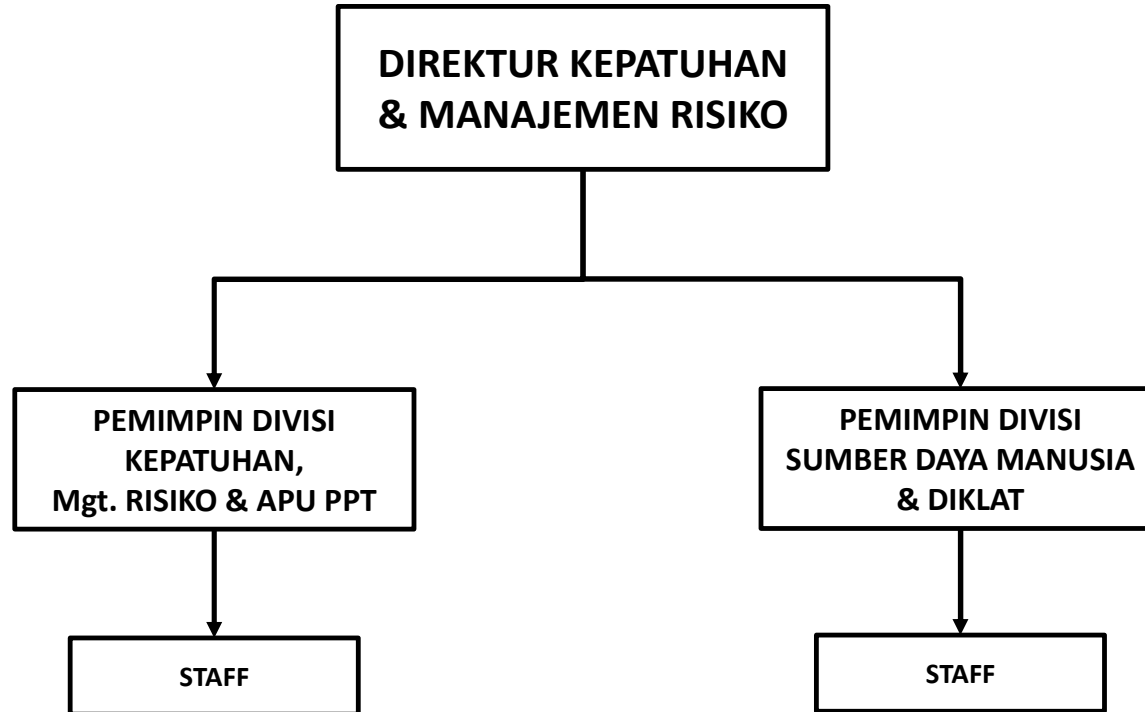 DIREKTUR KEPATUHAN
& MANAJEMEN RISIKO
PEMIMPIN DIVISI
KEPATUHAN,
Mgt. RISIKO & APU PPT
PEMIMPIN DIVISI
SUMBER DAYA MANUSIA
& DIKLAT
STAFF
STAFF